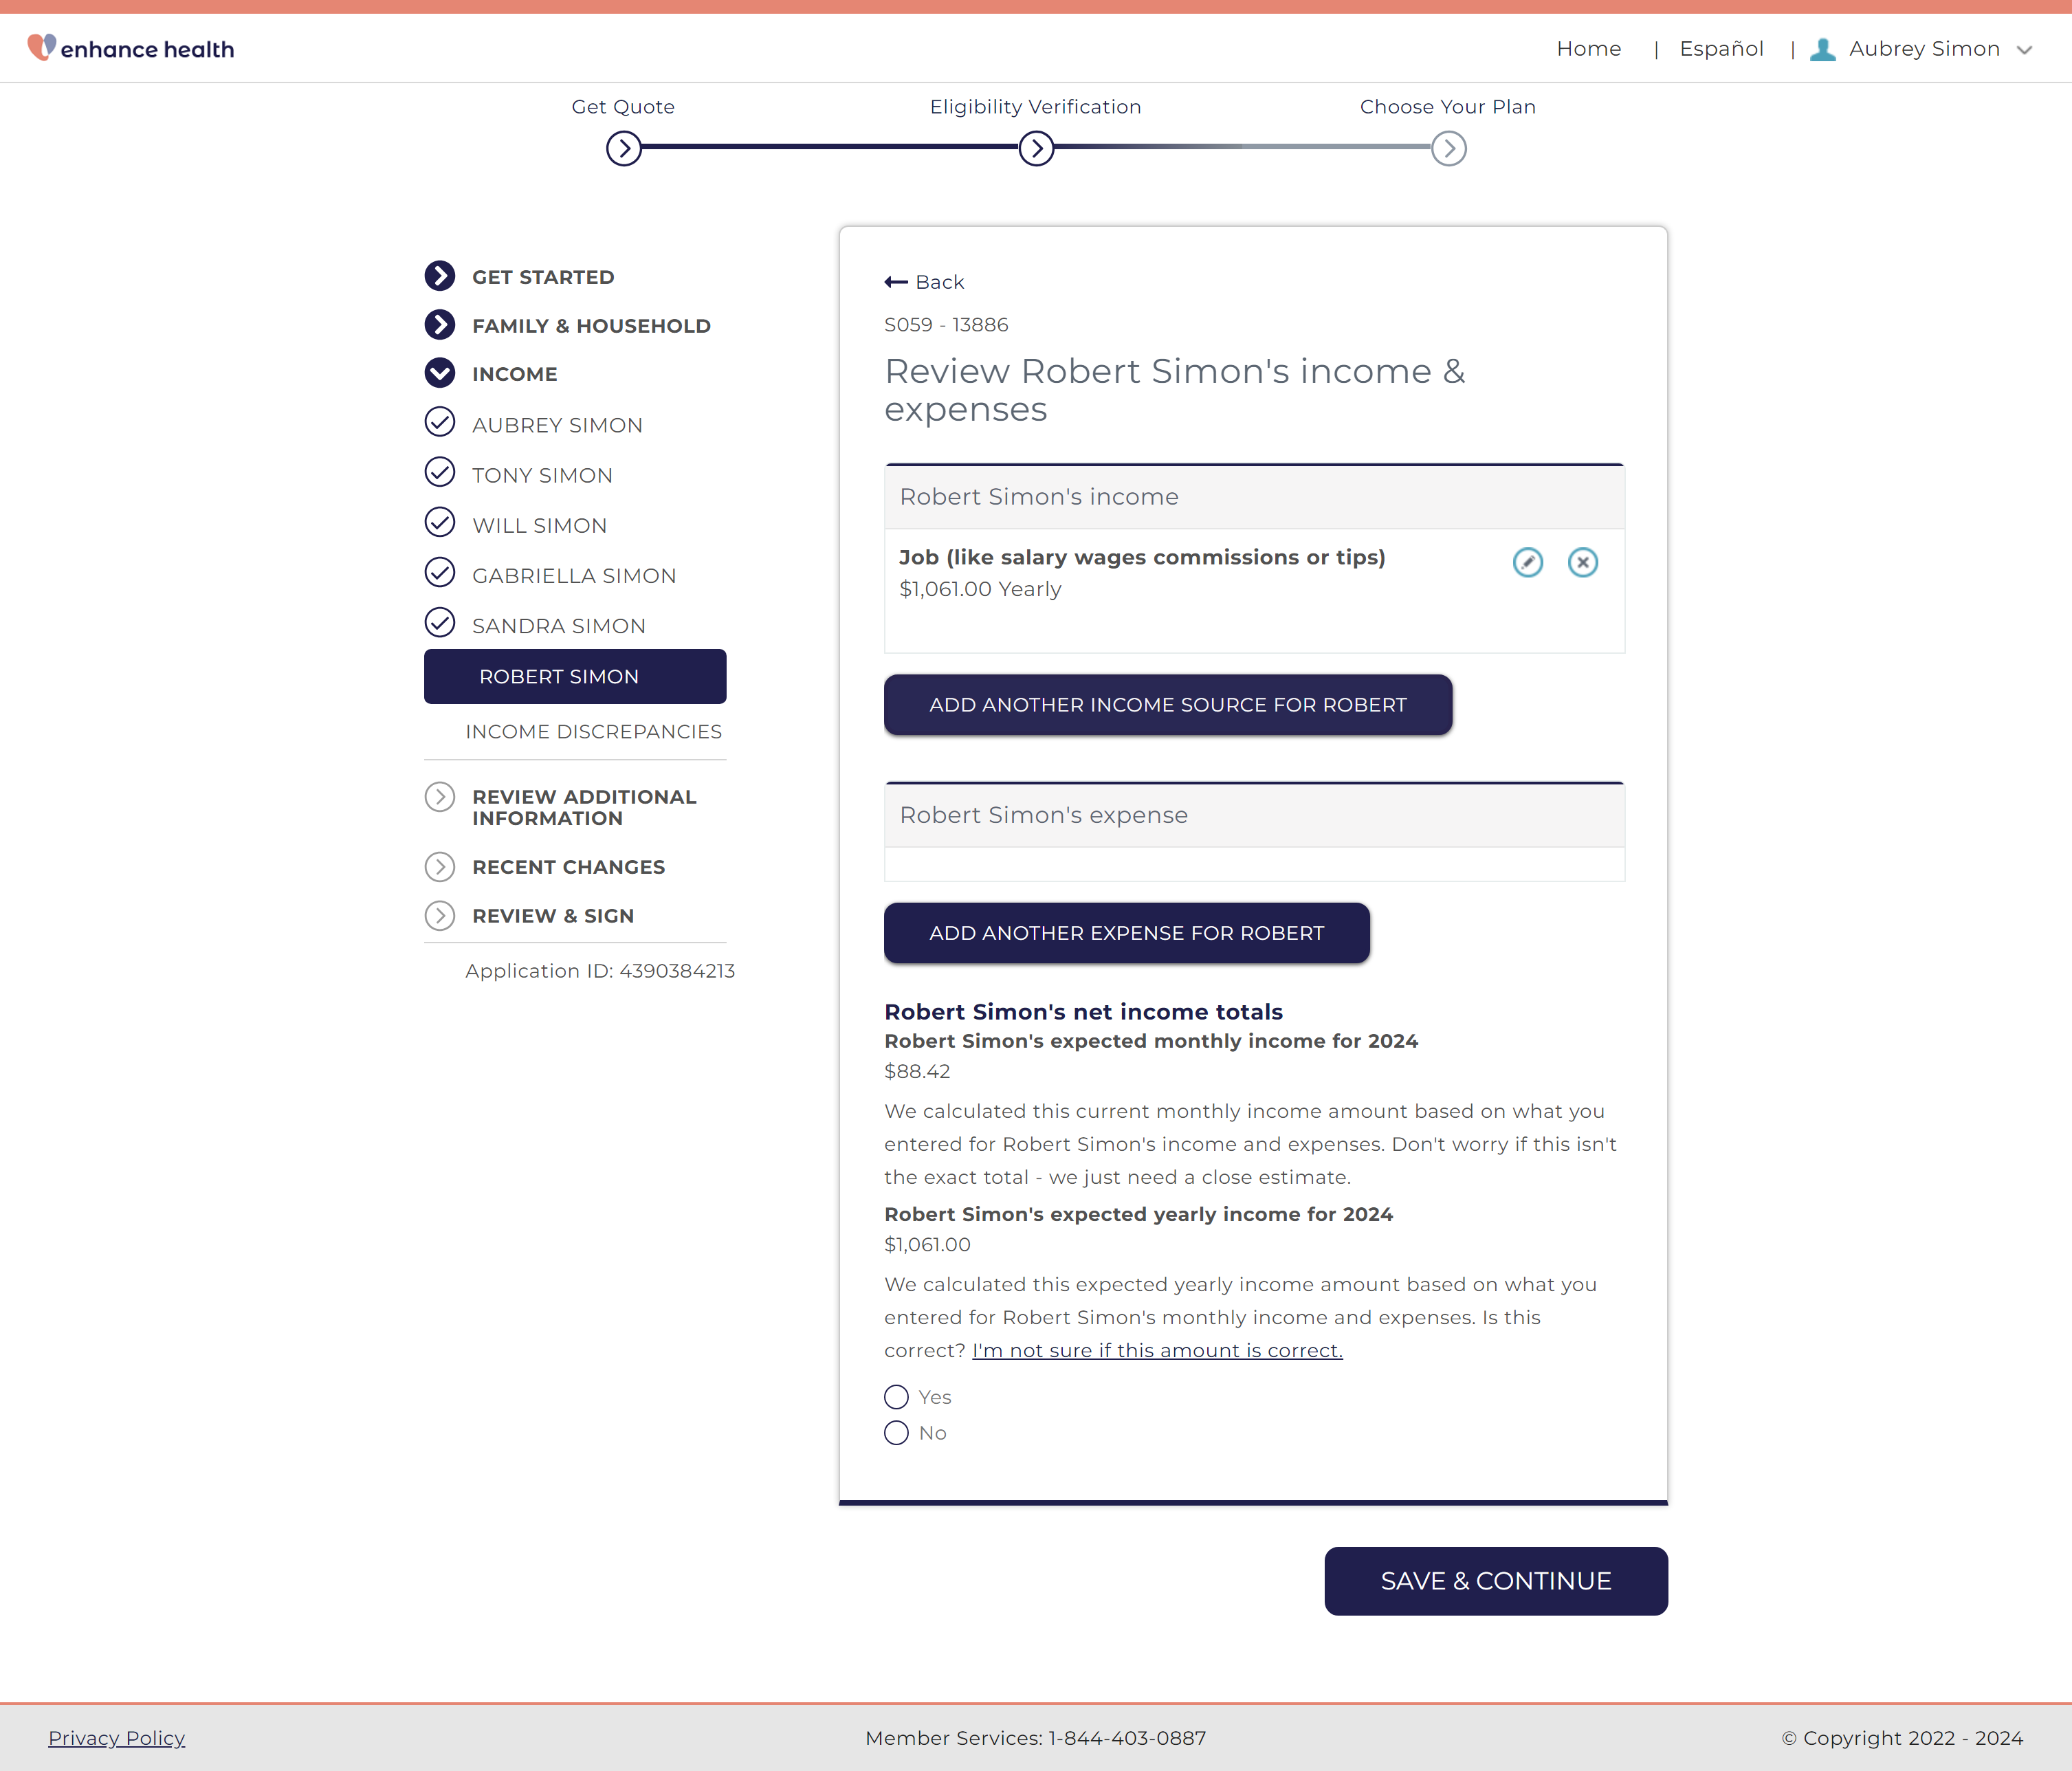 enhance health
Home | Español | Aubrey Simon
Get Quote
Eligibility Verification
Choose Your Plan
GET STARTED
FAMILY & HOUSEHOLD
INCOME
AUBREY SIMON
TONY SIMON
WILL SIMON
GABRIELLA SIMON
SANDRA SIMON
ROBERT SIMON
INCOME DISCREPANCIES
REVIEW ADDITIONAL
INFORMATION
RECENT CHANGES
REVIEW & SIGN
Application ID: 4390384213
Back
S059 - 13886
Review Robert Simon's income &
expenses
Robert Simon's income
Job (like salary wages commissions or tips)
$1,061.00 Yearly
ADD ANOTHER INCOME SOURCE FOR ROBERT
Robert Simon's expense
ADD ANOTHER EXPENSE FOR ROBERT
Robert Simon's net income totals
Robert Simon's expected monthly income for 2024
$88.42
We calculated this current monthly income amount based on what you
entered for Robert Simon's income and expenses. Don't worry if this isn't
the exact total - we just need a close estimate.
Robert Simon's expected yearly income for 2024
$1,061.00
We calculated this expected yearly income amount based on what you
entered for Robert Simon's monthly income and expenses. Is this
correct? I'm not sure if this amount is correct.
Yes
No
SAVE & CONTINUE
Privacy Policy
Member Services: 1-844-403-0887
© Copyright 2022 - 2024